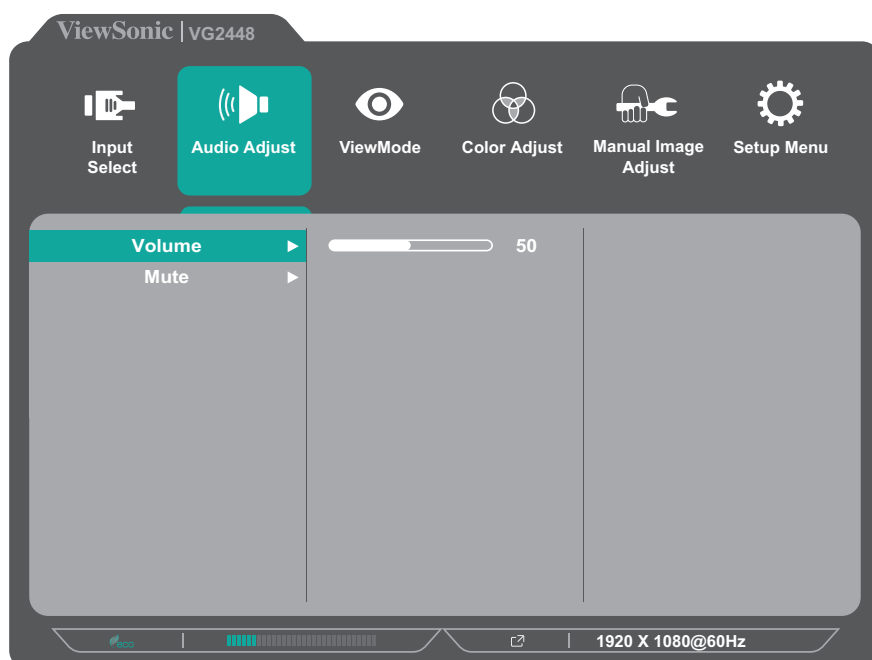 ViewSonic | VG2448
Input
Select
Audio Adjust
ViewMode
Color Adjust
Manual Image
Adjust
Setup Menu
Volume
50
Mute
eco
1920 X 1080@60Hz